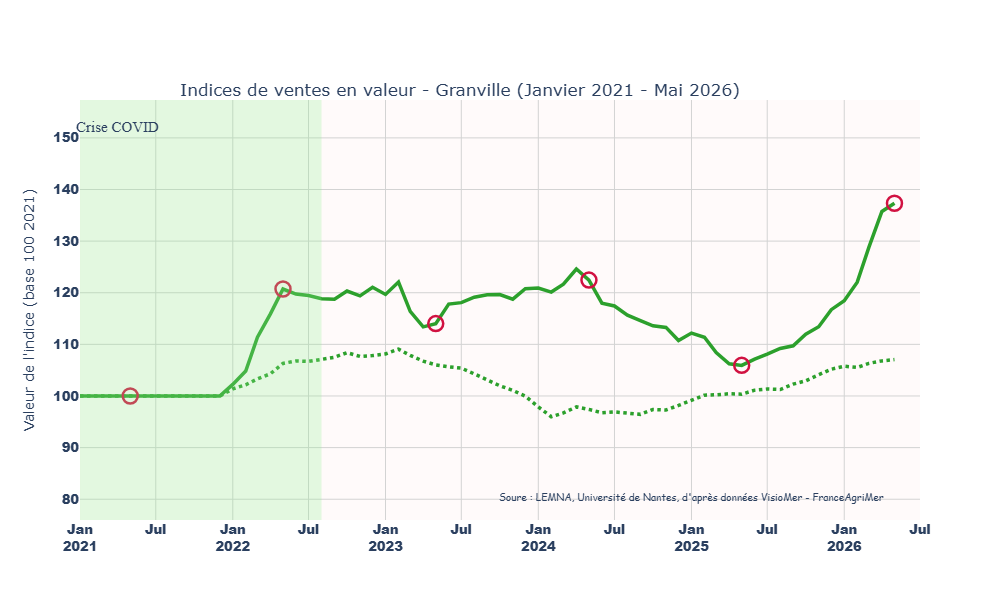 Indices de ventes en valeur - Granville (Janvier 2021 - Mai 2026)
Crise COVID
Valeur de l'indice (base 100 2021)
150
140
130
120
110
100
90
80
Soure : LEMNA, Université de Nantes, d'après données VisioMer - FranceAgriMer
Jan Jul Jan Jul Jan Jul Jan Jul Jan Jul Jan Jul
2021 2022 2023 2024 2025 2026